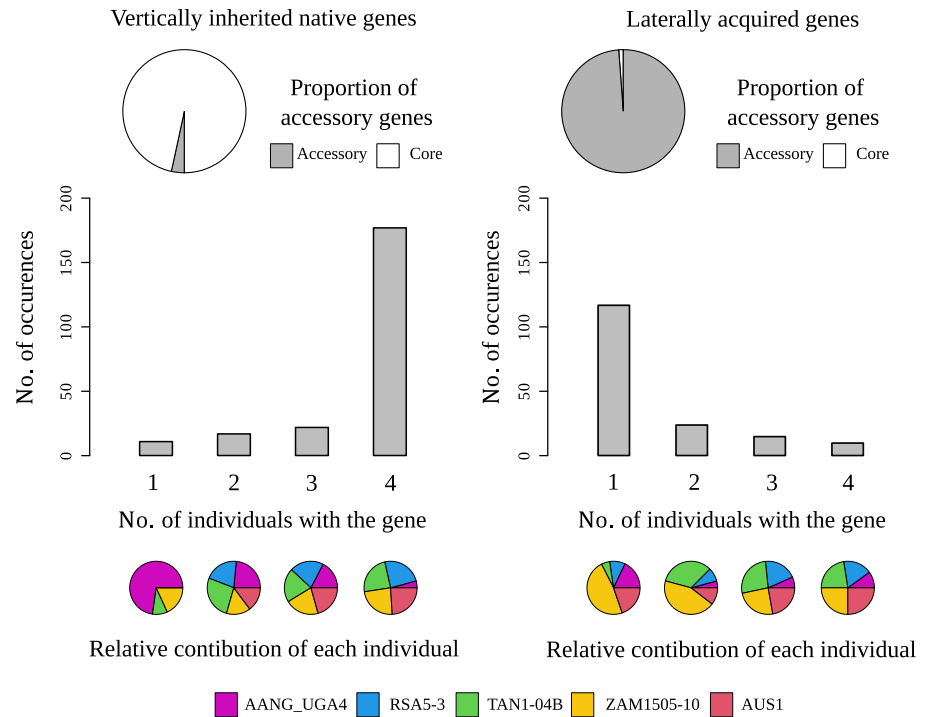 Vertically inherited native genes
Proportion of
accessory genes
Accessory Core
No. of occurences
0 50 100 150 200
1 2 3 4
No. of individuals with the gene
Relative contibution of each individual
Laterally acquired genes
Proportion of
accessory genes
Accessory Core
No. of occurences
0 50 100 150 200
1 2 3 4
No. of individuals with the gene
Relative contibution of each individual
AANG_UGA4 RSA5-3 TAN1-04B ZAM1505-10 AUS1